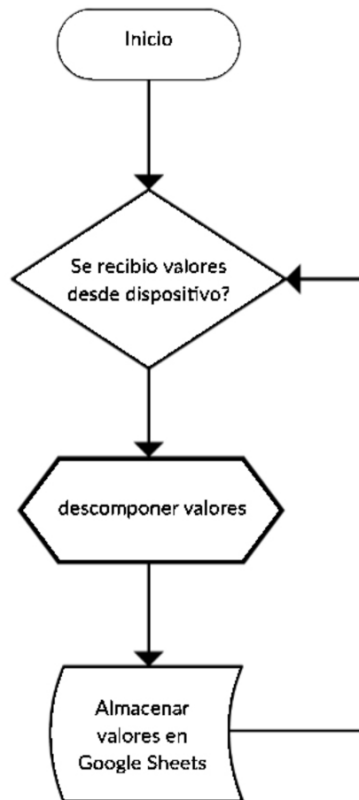 Inicio
Se recibio valores
desde dispositivo?
descomponer valores
Almacenar
valores en
Google Sheets